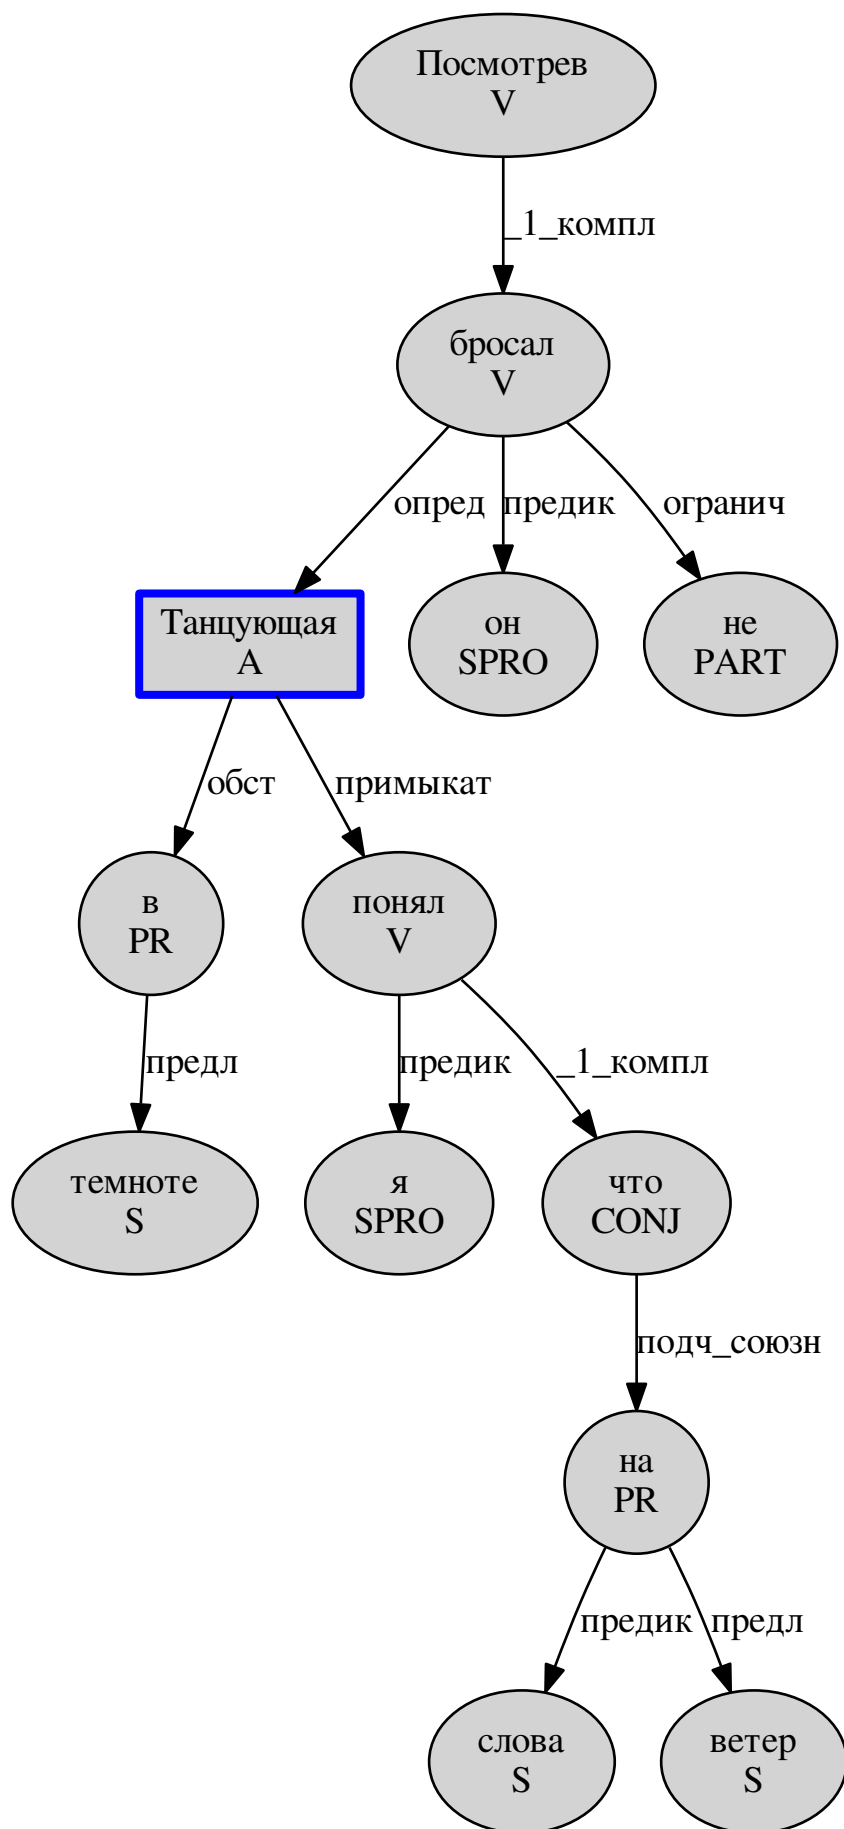 Посмотрев
V
_1_компл
бросал
V
опред
предик
огранич
Танцующая
A
он
SPRO
не
PART
обст
примыкат
в
PR
понял
V
предл
предик
_1_компл
темноте
S
я
SPRO
что
CONJ
подч_союзн
на
PR
предик
предл
слова
S
ветер
S